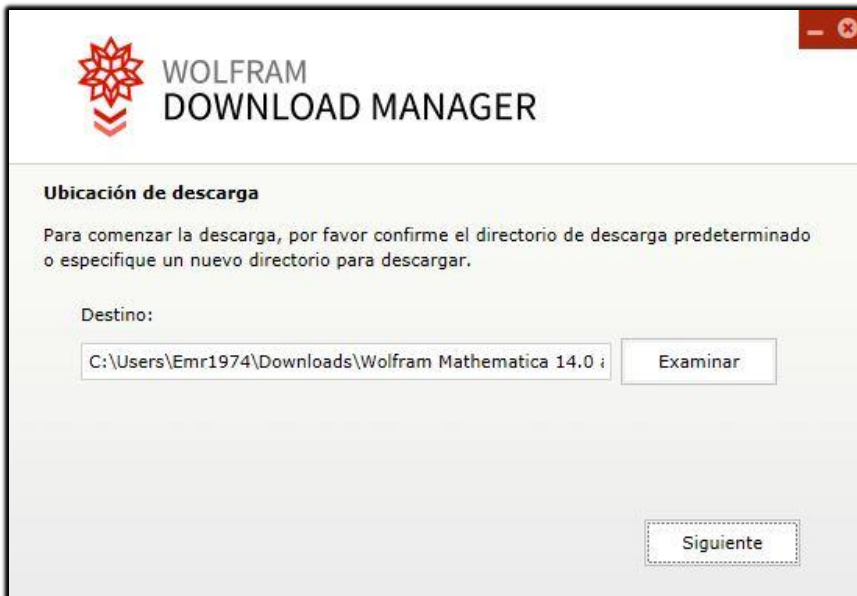 WOLFRAM
DOWNLOAD MANAGER
Ubicación de descarga
Para comenzar la descarga, por favor confirme el directorio de descarga predeterminado
o especifique un nuevo directorio para descargar.
Destino:
C:\Users\Emr1974\Downloads\Wolfram Mathematica 14.0 a
Examinar
Siguiente